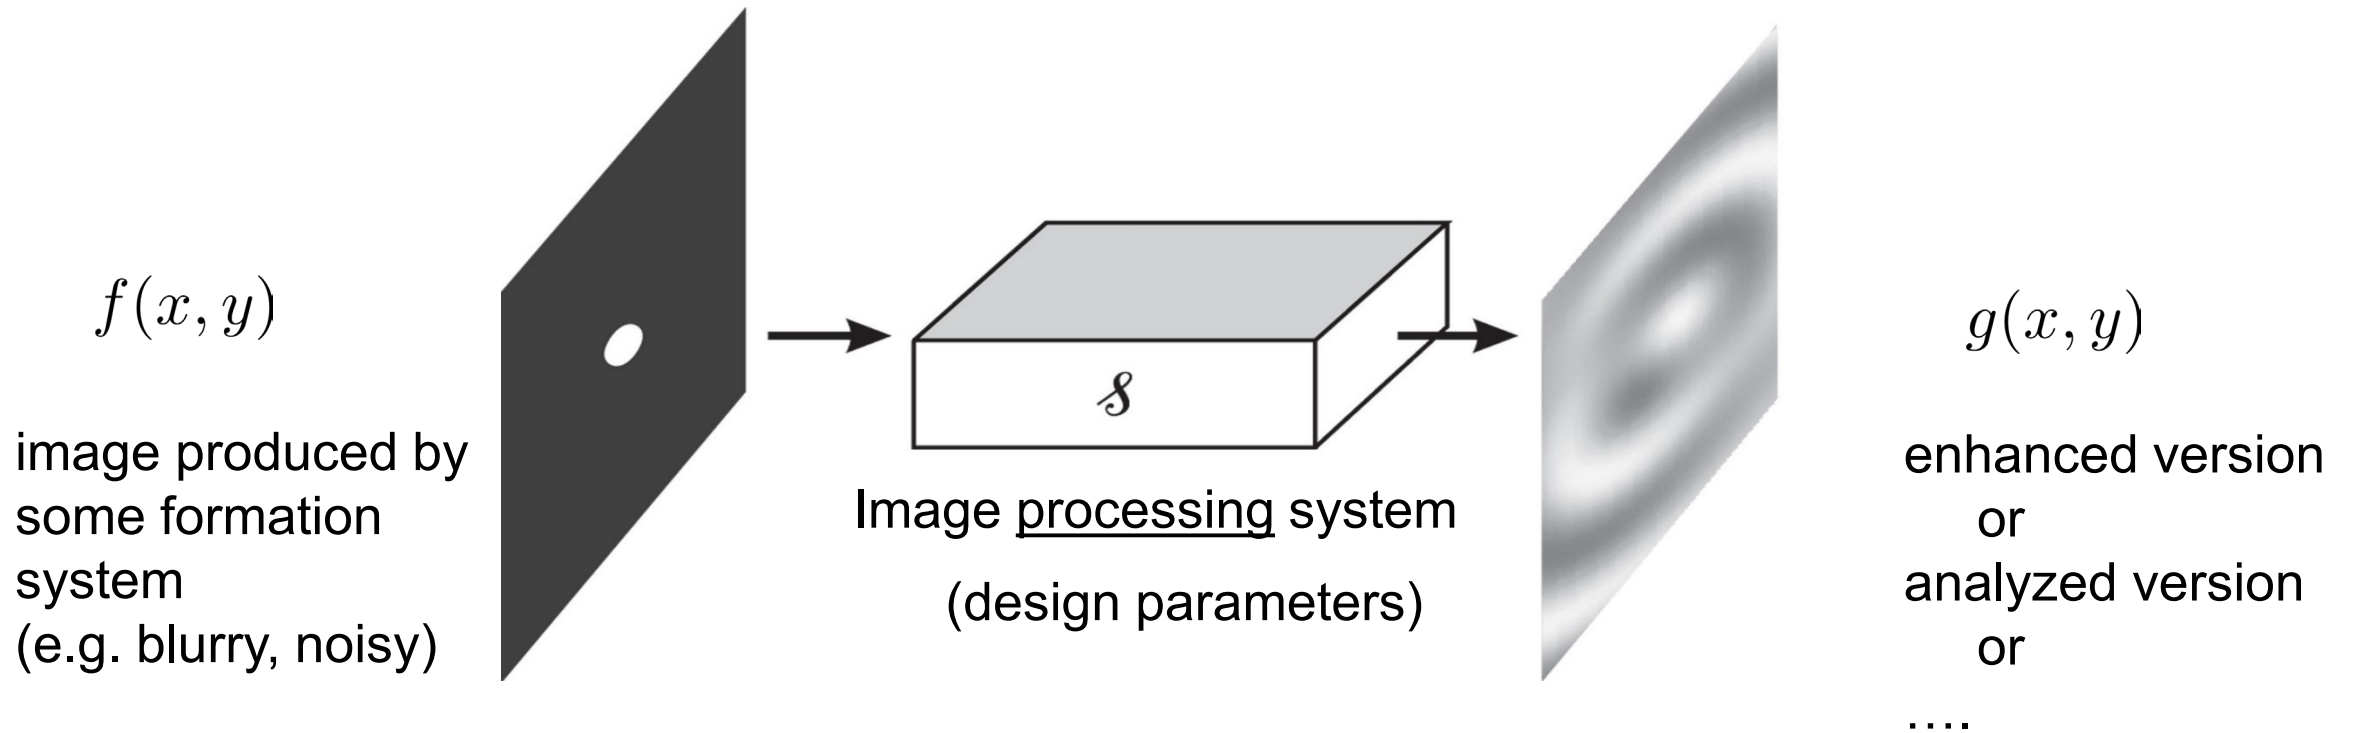 f(x, y)
image produced by
some formation
system
(e.g. blurry, noisy)
𝓈
Image processing system
(design parameters)
g(x, y)
enhanced version
or
analyzed version
or
....